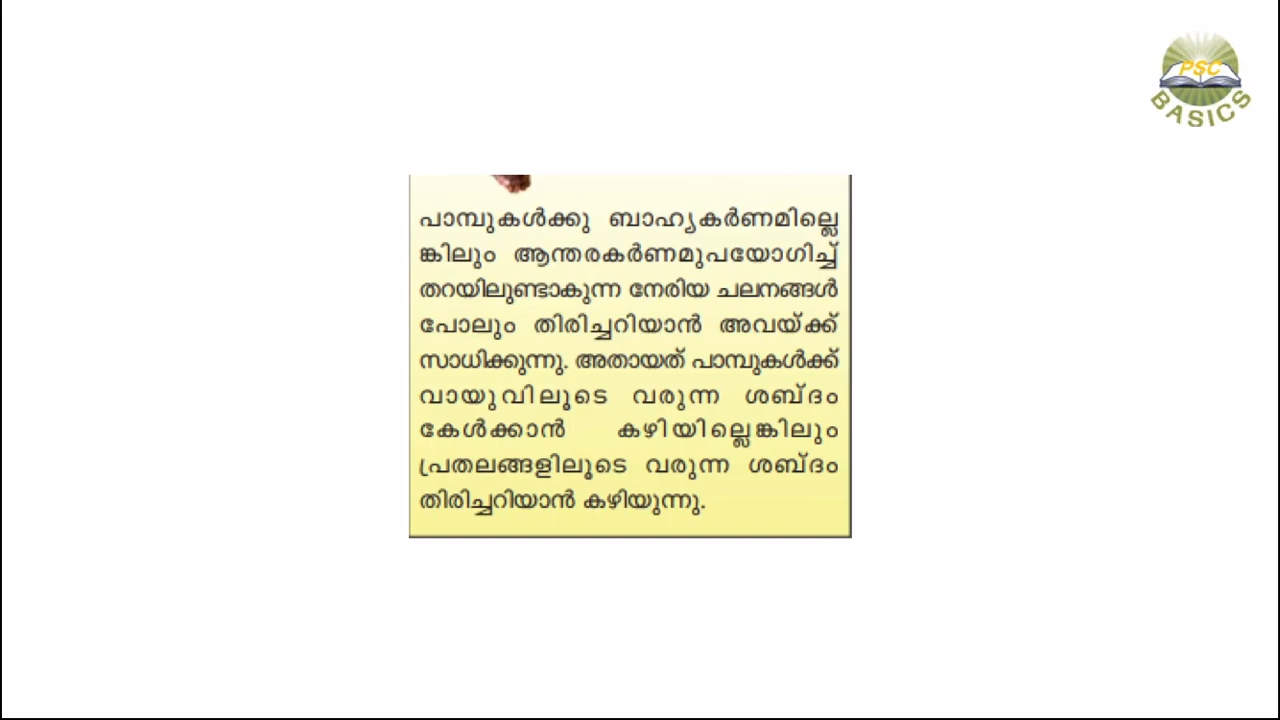 PSC
BASICS
പാമ്പുകൾക്കു ബാഹ്യകർണമില്ലെ
ങ്കിലും ആന്തരകർണമുപയോഗിച്ച്
തറയിലുണ്ടാകുന്ന നേരിയ ചലനങ്ങൾ
പോലും തിരിച്ചറിയാൻ അവയ്ക്ക്
സാധിക്കുന്നു. അതായത് പാമ്പുകൾക്ക്
വായുവിലൂടെ വരുന്ന ശബ്ദം
കേൾക്കാൻ കഴിയില്ലെങ്കിലും
പ്രതലങ്ങളിലൂടെ വരുന്ന ശബ്ദം
തിരിച്ചറിയാൻ കഴിയുന്നു.